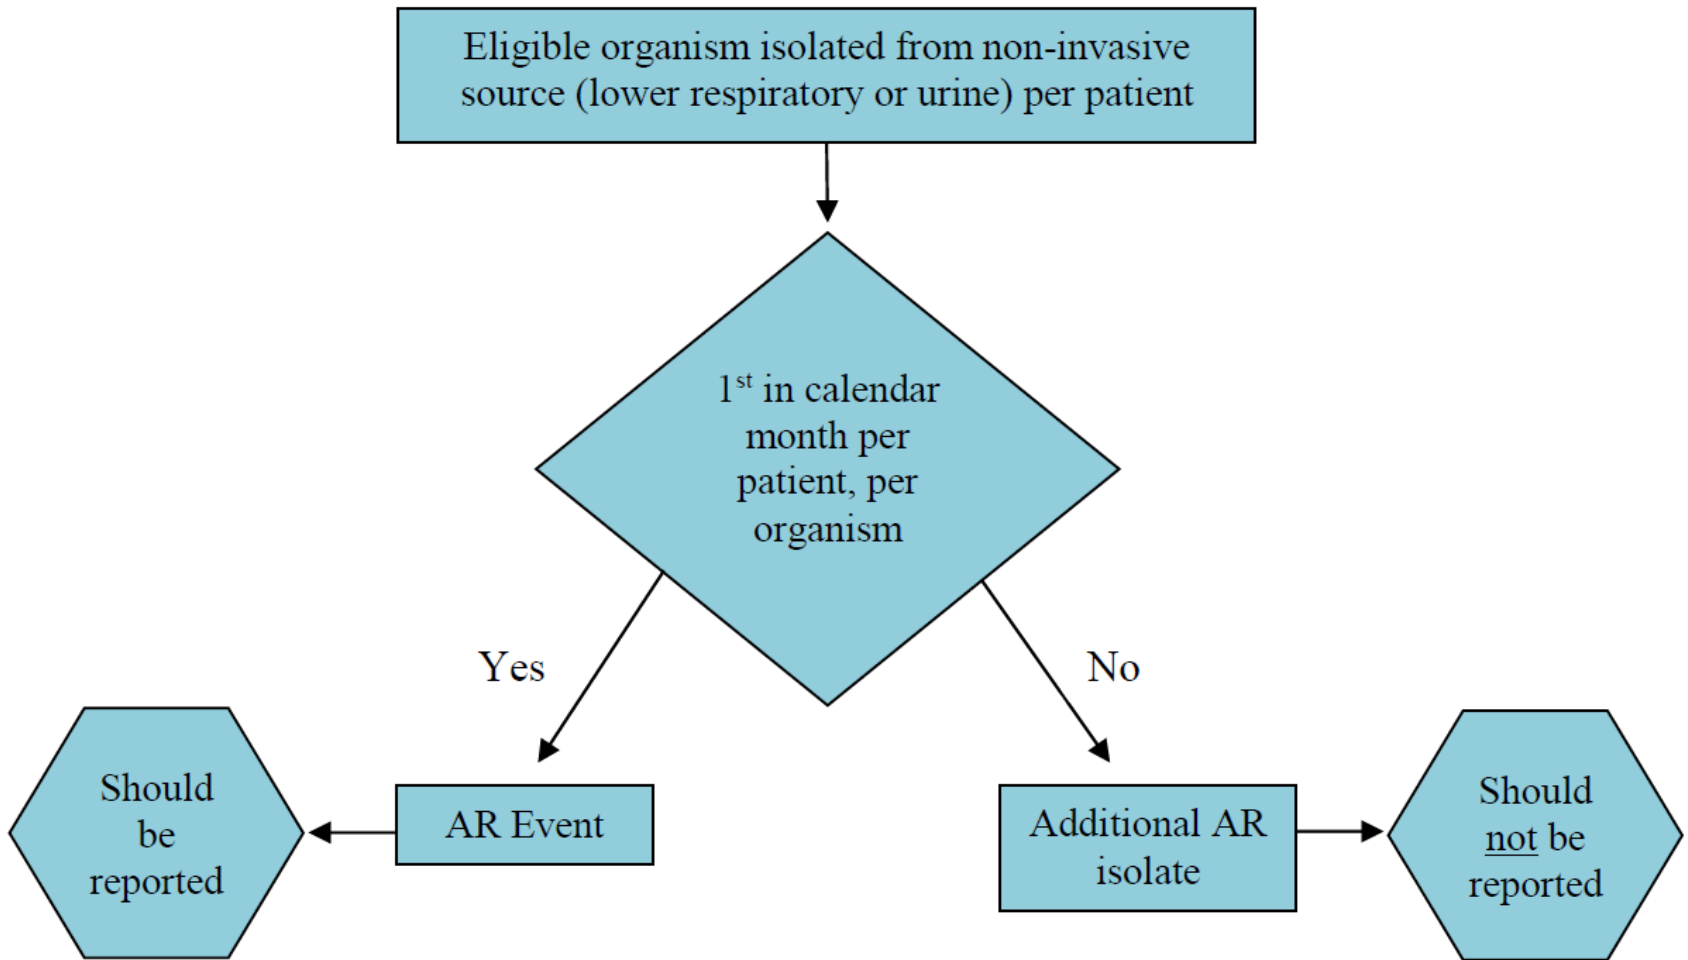 Eligible organism isolated from non-invasive
source (lower respiratory or urine) per patient
1st in calendar
month per
patient, per
organism
Yes
No
Should
be
reported
AR Event
Additional AR
isolate
Should
not be
reported